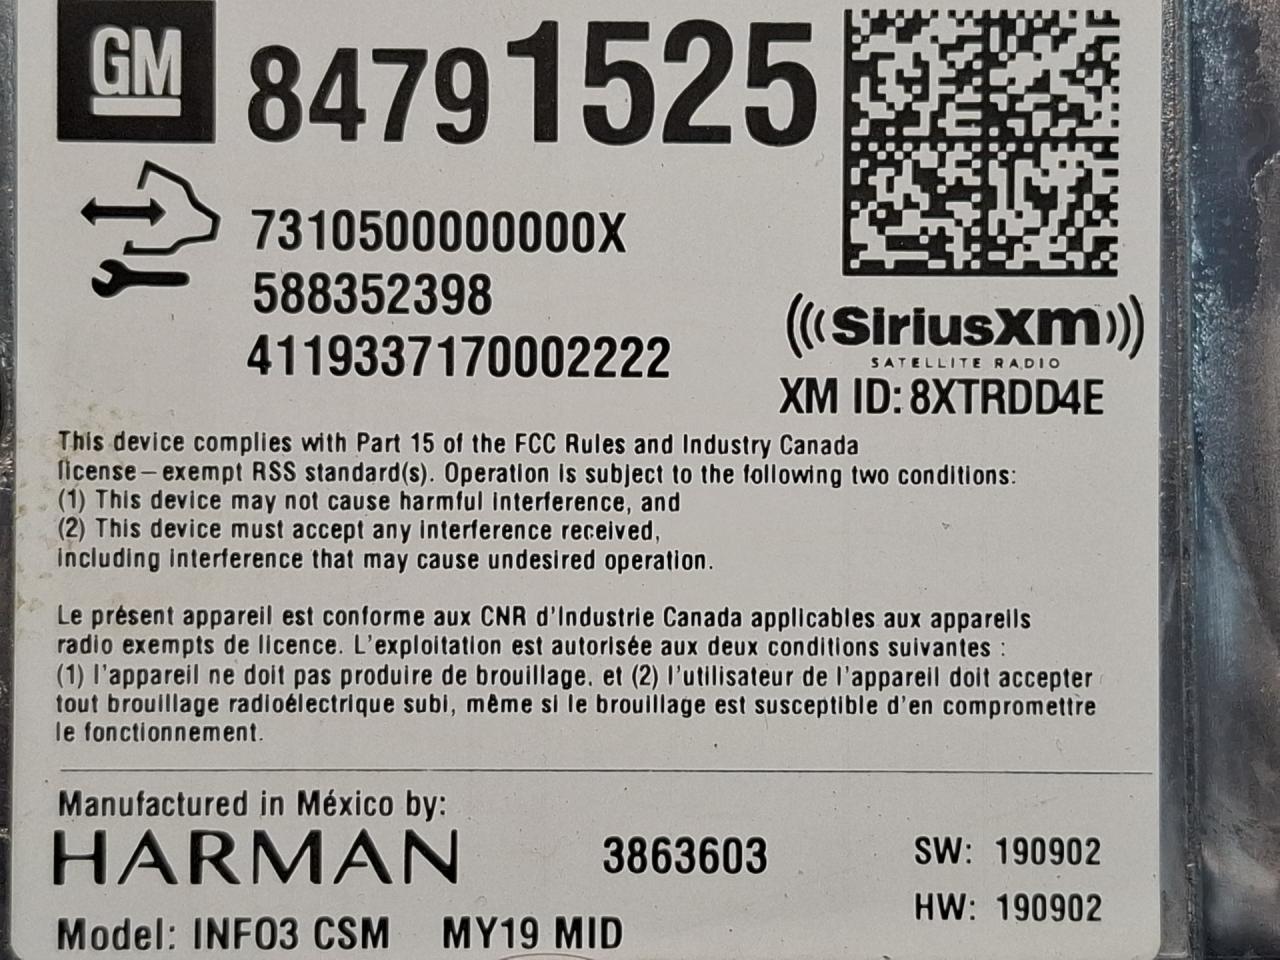 GM 84791525
7310500000000X
588352398
4119337170002222
SiriusXM
SATELLITE RADIO
XM ID: 8XTRDD4E
This device complies with Part 15 of the FCC Rules and Industry Canada
license-exempt RSS standard(s). Operation is subject to the following two conditions:
(1) This device may not cause harmful interference, and
(2) This device must accept any interference received,
including interference that may cause undesired operation.
Le présent appareil est conforme aux CNR d'Industrie Canada applicables aux appareils
radio exempts de licence. L'exploitation est autorisée aux deux conditions suivantes :
(1) l'appareil ne doit pas produire de brouillage. et (2) l'utilisateur de l'appareil doit accepter
tout brouillage radioélectrique subi, même si le brouillage est susceptible d'en compromettre
le fonctionnement.
Manufactured in México by:
HARMAN 3863603 SW: 190902
HW: 190902
Model: INFO3 CSM MY19 MID